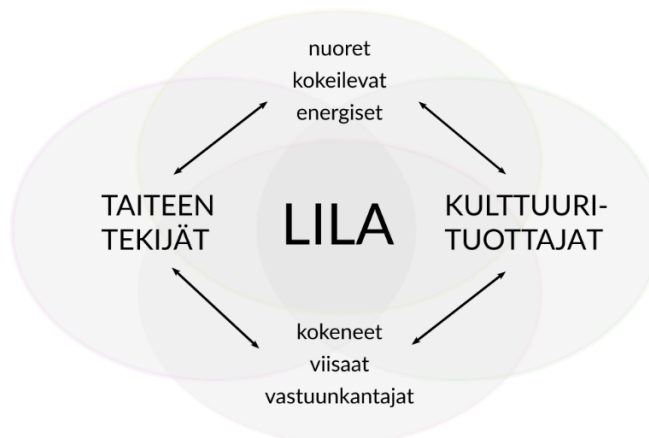 nuoret
kokeilevat
energiset
TAITEEN
TEKIJÄT
LILA
KULTTUURI-
TUOTTAJAT
kokeneet
viisaat
vastuunkantajat